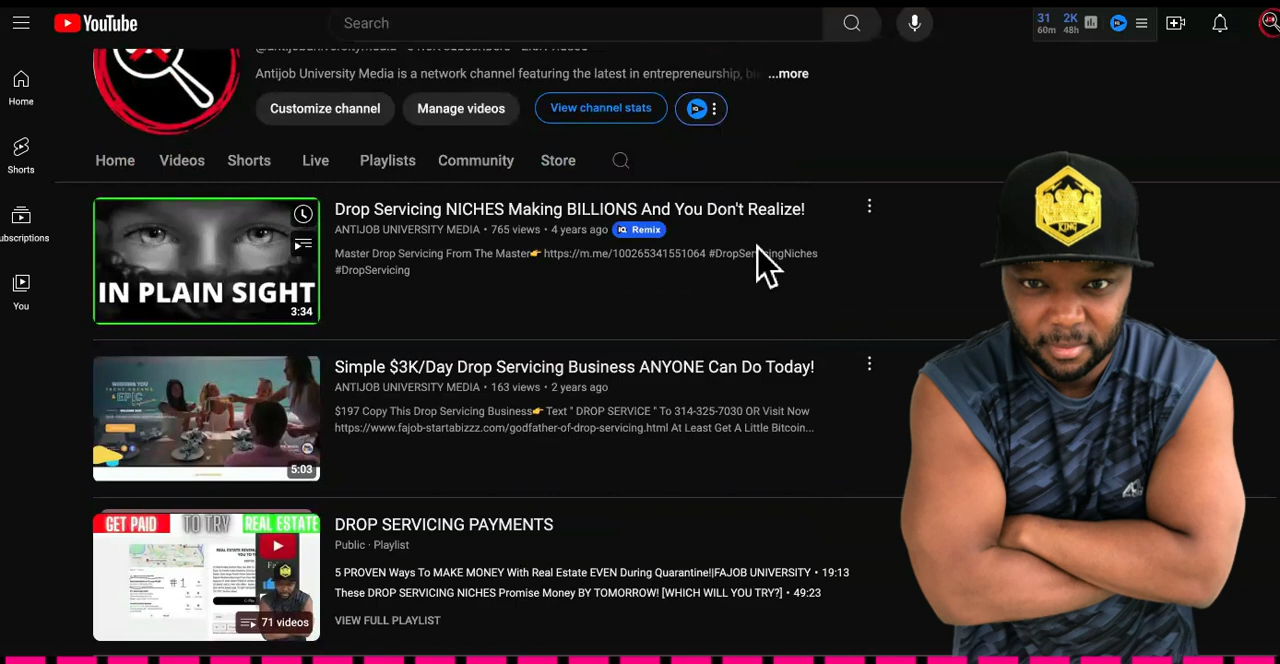 YouTube
Search
31 2K
60m 48h
Home
Shorts
ubscriptions
You
Antijob University Media is a network channel featuring the latest in entrepreneurship, ...more
Customize channel
Manage videos
View channel stats
IQ
Home Videos Shorts Live Playlists Community Store
IN PLAIN SIGHT
3:34
Drop Servicing NICHES Making BILLIONS And You Don't Realize!
ANTIJOB UNIVERSITY MEDIA • 765 views • 4 years ago
IQ Remix
Master Drop Servicing From The Master👉 https://m.me/100265341551064 #DropServicingNiches
#DropServicing
5:03
Simple $3K/Day Drop Servicing Business ANYONE Can Do Today!
ANTIJOB UNIVERSITY MEDIA • 163 views • 2 years ago
$197 Copy This Drop Servicing Business👉 Text " DROP SERVICE " To 314-325-7030 OR Visit Now
https://www.fajob-startabizzz.com/godfather-of-drop-servicing.html At Least Get A Little Bitcoin...
GET PAID TO TRY REAL ESTATE
#1
71 videos
DROP SERVICING PAYMENTS
Public · Playlist
5 PROVEN Ways To MAKE MONEY With Real Estate EVEN During Quarantine!|FAJOB UNIVERSITY • 19:13
These DROP SERVICING NICHES Promise Money BY TOMORROW! [WHICH WILL YOU TRY?] • 49:23
VIEW FULL PLAYLIST
KING